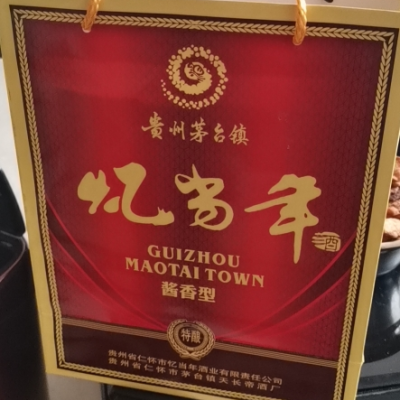 贵州茅台镇
忆当年
酒
GUIZHOU
MAOTAI TOWN
酱香型
特酿
贵州省仁怀市忆当年酒业有限责任公司
贵州省仁怀市茅台镇天长帝酒厂